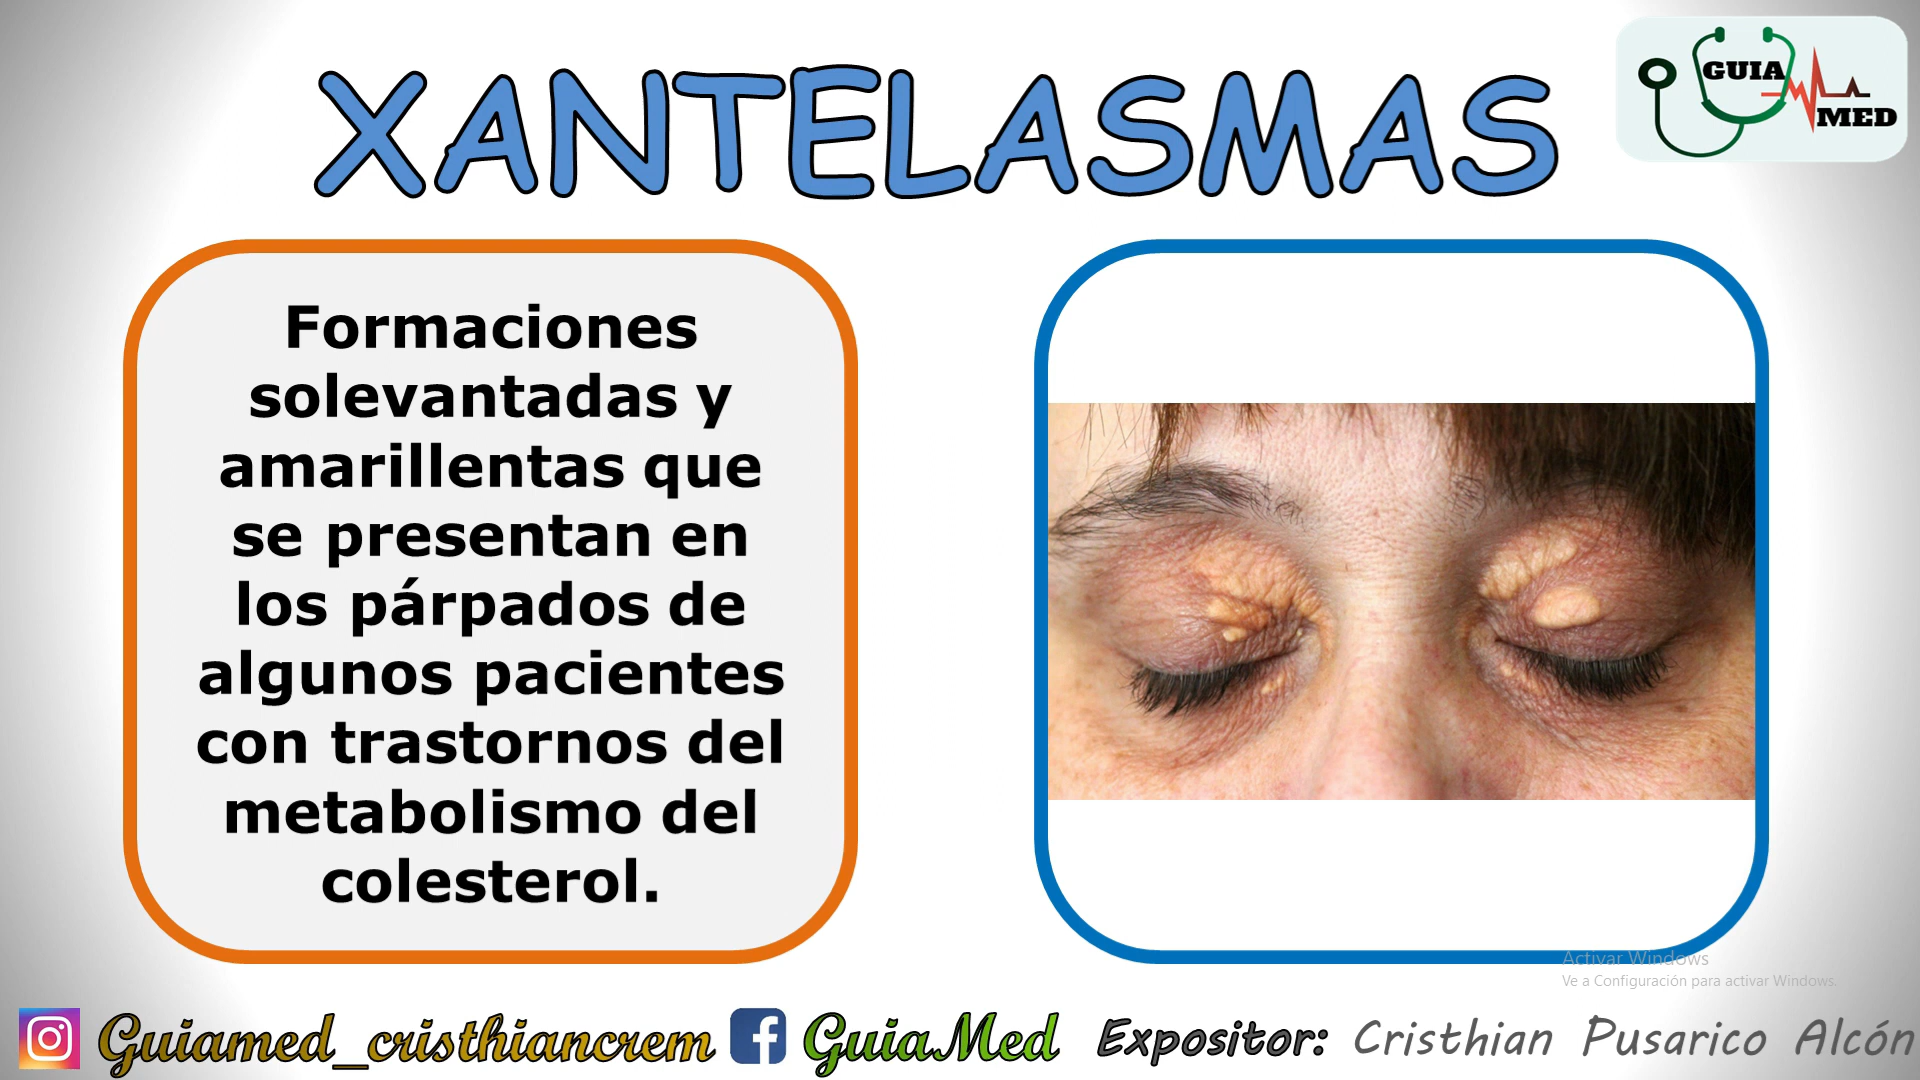 XANTELASMAS
GUIA
MED
Formaciones
solevantadas y
amarillentas que
se presentan en
los párpados de
algunos pacientes
con trastornos del
metabolismo del
colesterol.
Activar Windows
Ve a Configuración para activar Windows.
Guiamed_cristhiancrem
GuiaMed
Expositor: Cristhian Pusarico Alcón